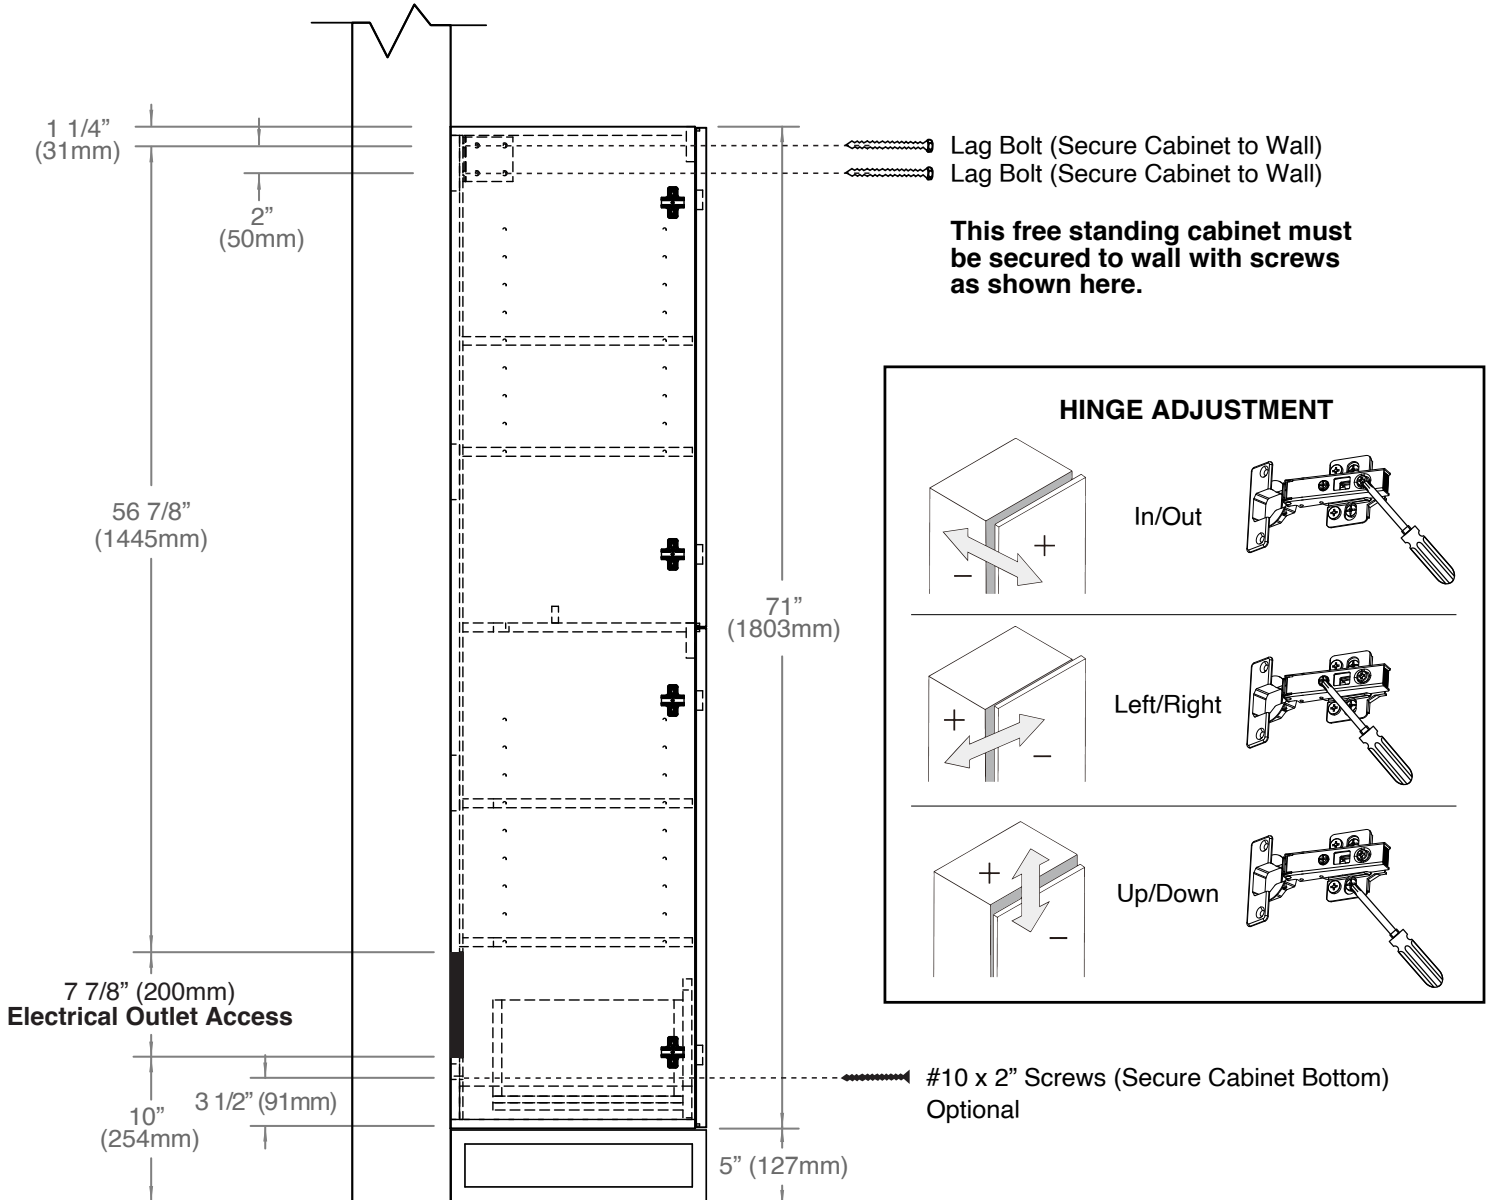 1 1/4”
(31mm)
2”
(50mm)
Lag Bolt (Secure Cabinet to Wall)
Lag Bolt (Secure Cabinet to Wall)
This free standing cabinet must
be secured to wall with screws
as shown here.
56 7/8”
(1445mm)
71”
(1803mm)
HINGE ADJUSTMENT
+
–
In/Out
+
–
Left/Right
+
–
Up/Down
7 7/8” (200mm)
Electrical Outlet Access
3 1/2” (91mm)
10”
(254mm)
#10 x 2” Screws (Secure Cabinet Bottom)
Optional
5” (127mm)